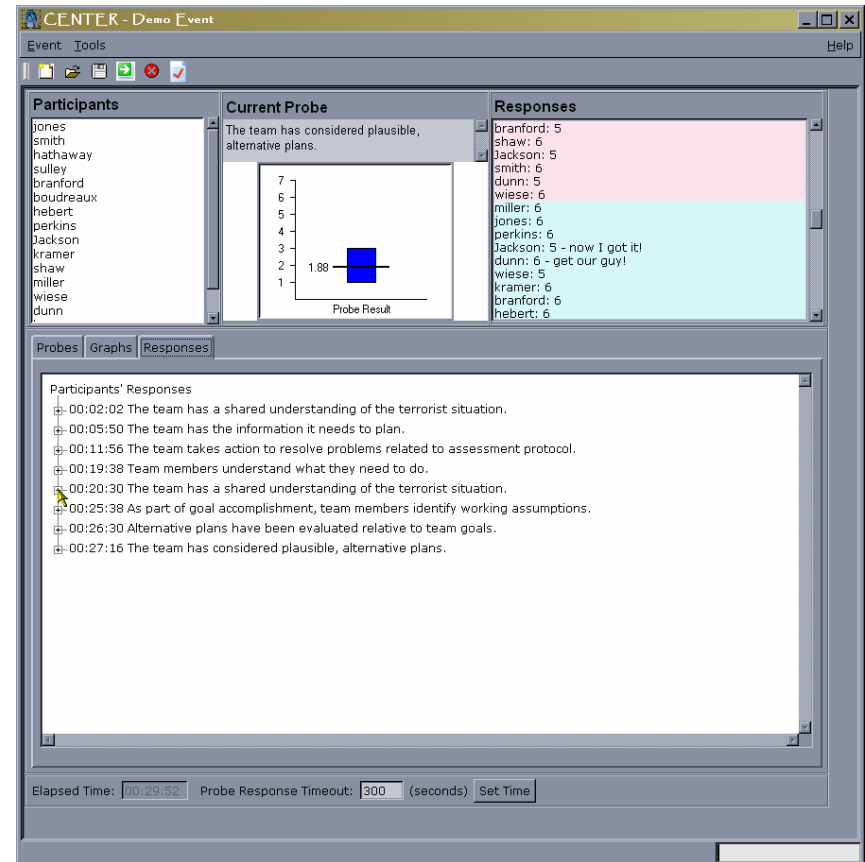 CENTER - Demo Event
Event Tools Help
Participants
jones
smith
hathaway
sulley
branford
boudreaux
hebert
perkins
Jackson
kramer
shaw
miller
wiese
dunn
Current Probe
The team has considered plausible,
alternative plans.
7
6
5
4
3
2
1
1.88
Probe Result
Responses
branford: 5
shaw: 6
Jackson: 5
smith: 6
dunn: 5
wiese: 6
miller: 6
jones: 6
perkins: 6
Jackson: 5 - now I got it!
dunn: 6 - get our guy!
wiese: 5
kramer: 6
branford: 6
hebert: 6
Probes Graphs Responses
Participants' Responses
00:02:02 The team has a shared understanding of the terrorist situation.
00:05:50 The team has the information it needs to plan.
00:11:56 The team takes action to resolve problems related to assessment protocol.
00:19:38 Team members understand what they need to do.
00:20:30 The team has a shared understanding of the terrorist situation.
00:25:38 As part of goal accomplishment, team members identify working assumptions.
00:26:30 Alternative plans have been evaluated relative to team goals.
00:27:16 The team has considered plausible, alternative plans.
Elapsed Time: 00:29:52 Probe Response Timeout: 300 (seconds) Set Time